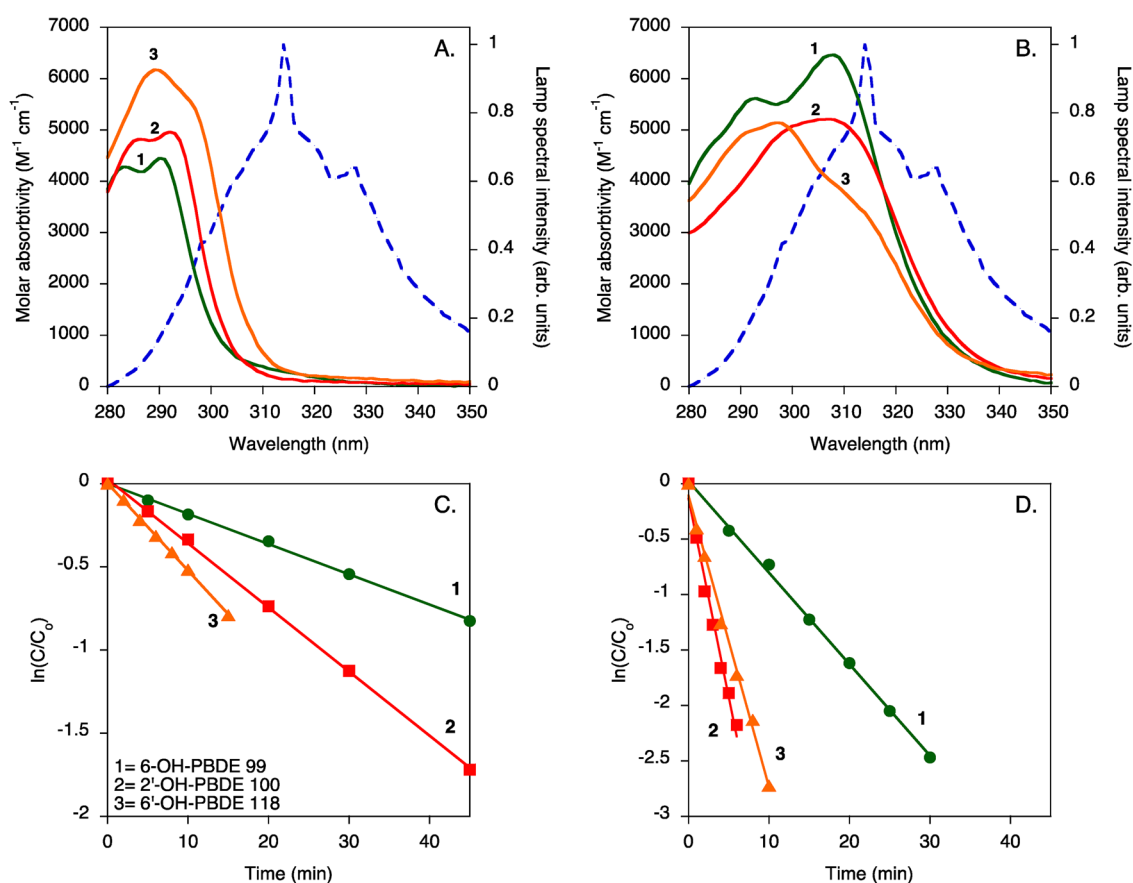 A.
B.
7000
6000
5000
4000
3000
2000
1000
0
Molar absorbtivity (M⁻¹ cm⁻¹)
3
2
1
1
0.8
0.6
0.4
0.2
0
Lamp spectral intensity (arb. units)
280 290 300 310 320 330 340 350
Wavelength (nm)
7000
6000
5000
4000
3000
2000
1000
0
Molar absorbtivity (M⁻¹ cm⁻¹)
1
2
3
1
0.8
0.6
0.4
0.2
0
Lamp spectral intensity (arb. units)
280 290 300 310 320 330 340 350
Wavelength (nm)
C.
0
-0.5
-1
-1.5
-2
ln(C/Cₒ)
1
3
2
1= 6-OH-PBDE 99
2= 2'-OH-PBDE 100
3= 6'-OH-PBDE 118
0 10 20 30 40
Time (min)
D.
0
-0.5
-1
-1.5
-2
-2.5
-3
ln(C/Cₒ)
1
2
3
0 10 20 30 40
Time (min)